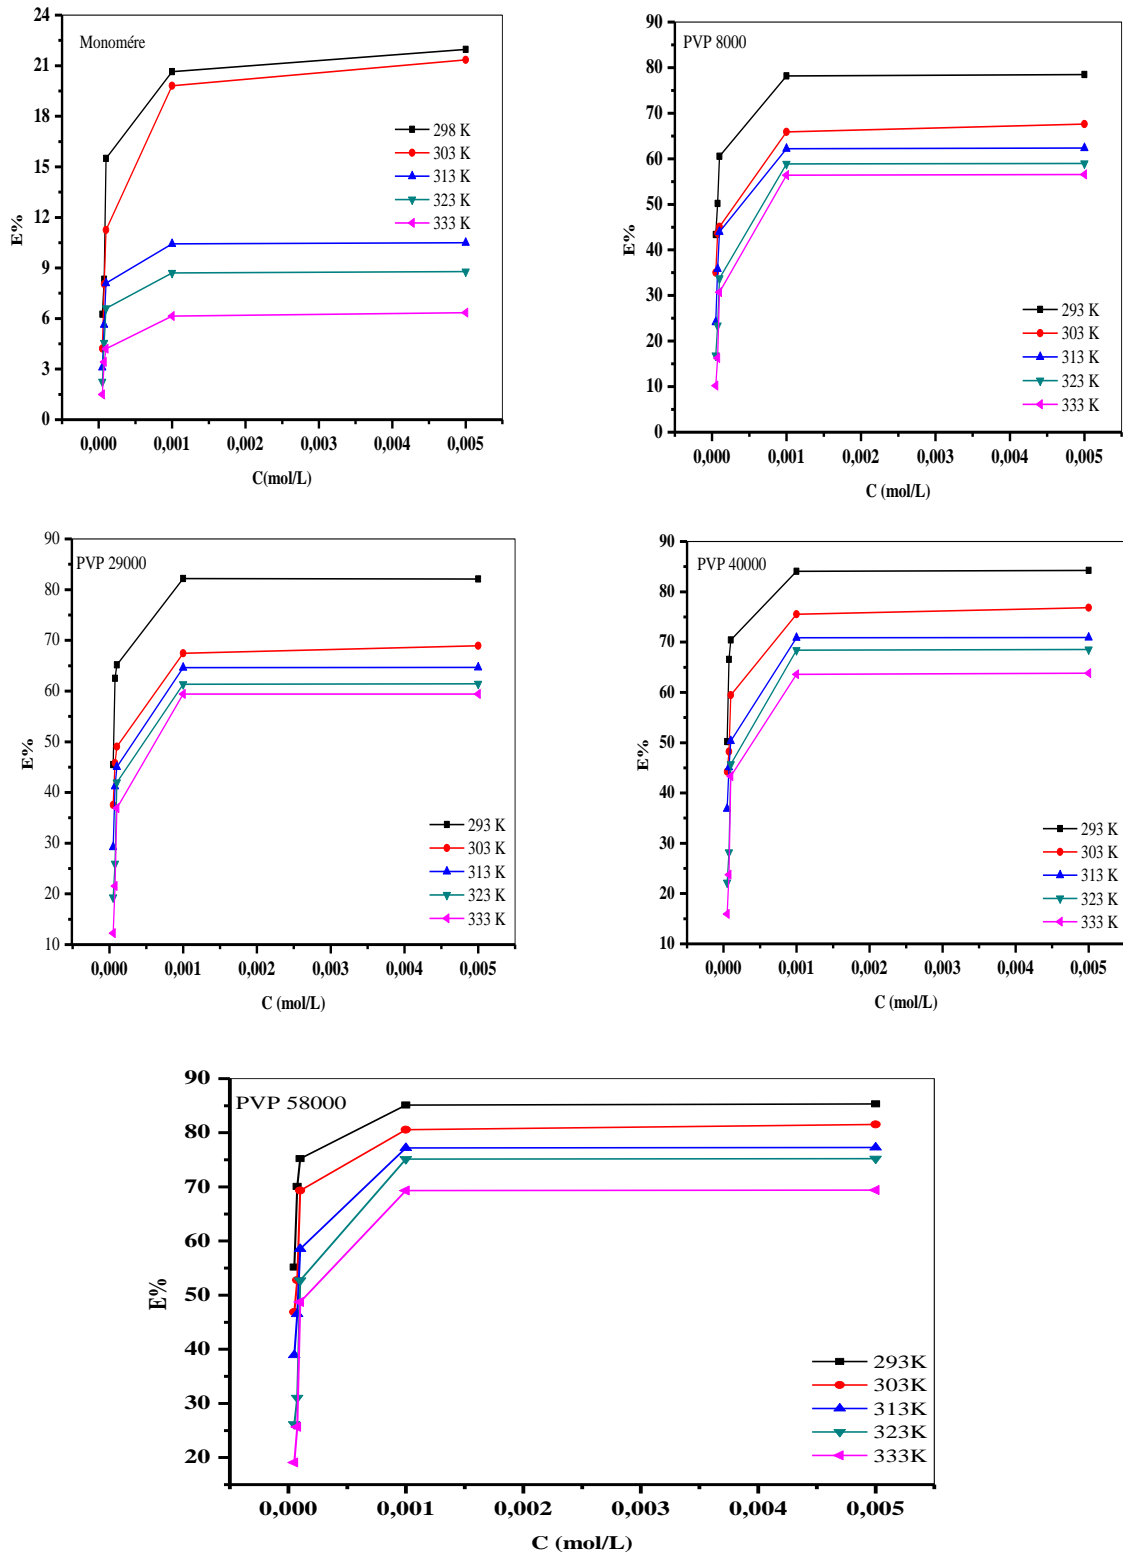 Monomére
E%
24
21
18
15
12
9
6
3
0
298 K
303 K
313 K
323 K
333 K
0,000 0,001 0,002 0,003 0,004 0,005
C(mol/L)
PVP 8000
E%
90
80
70
60
50
40
30
20
10
0
293 K
303 K
313 K
323 K
333 K
0,000 0,001 0,002 0,003 0,004 0,005
C (mol/L)
PVP 29000
E%
90
80
70
60
50
40
30
20
10
293 K
303 K
313 K
323 K
333 K
0,000 0,001 0,002 0,003 0,004 0,005
C (mol/L)
PVP 40000
E%
90
80
70
60
50
40
30
20
10
293 K
303 K
313 K
323 K
333 K
0,000 0,001 0,002 0,003 0,004 0,005
C (mol/L)
PVP 58000
E%
90
80
70
60
50
40
30
20
293K
303K
313K
323K
333K
0,000 0,001 0,002 0,003 0,004 0,005
C (mol/L)